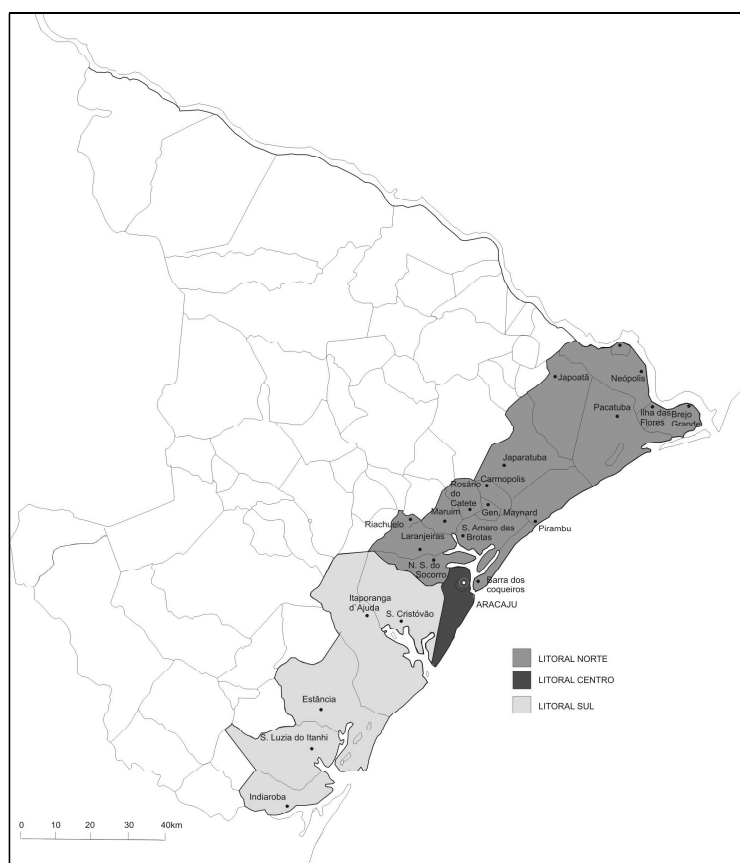 Japoatã
Neópolis
Pacatuba
Ilha das
Flores
Brejo
Grande
Japaratuba
Carmopolis
Rosário
do
Catete
Gen. Maynard
Maruim
Riachuelo
S. Amaro das
Brotas
Pirambu
Laranjeiras
N. S. do
Socorro
Barra dos
coqueiros
ARACAJU
Itaporanga
d´Ajuda
S. Cristóvão
LITORAL NORTE
LITORAL CENTRO
LITORAL SUL
Estância
S. Luzia do Itanhi
Indiaroba
0 10 20 30 40km